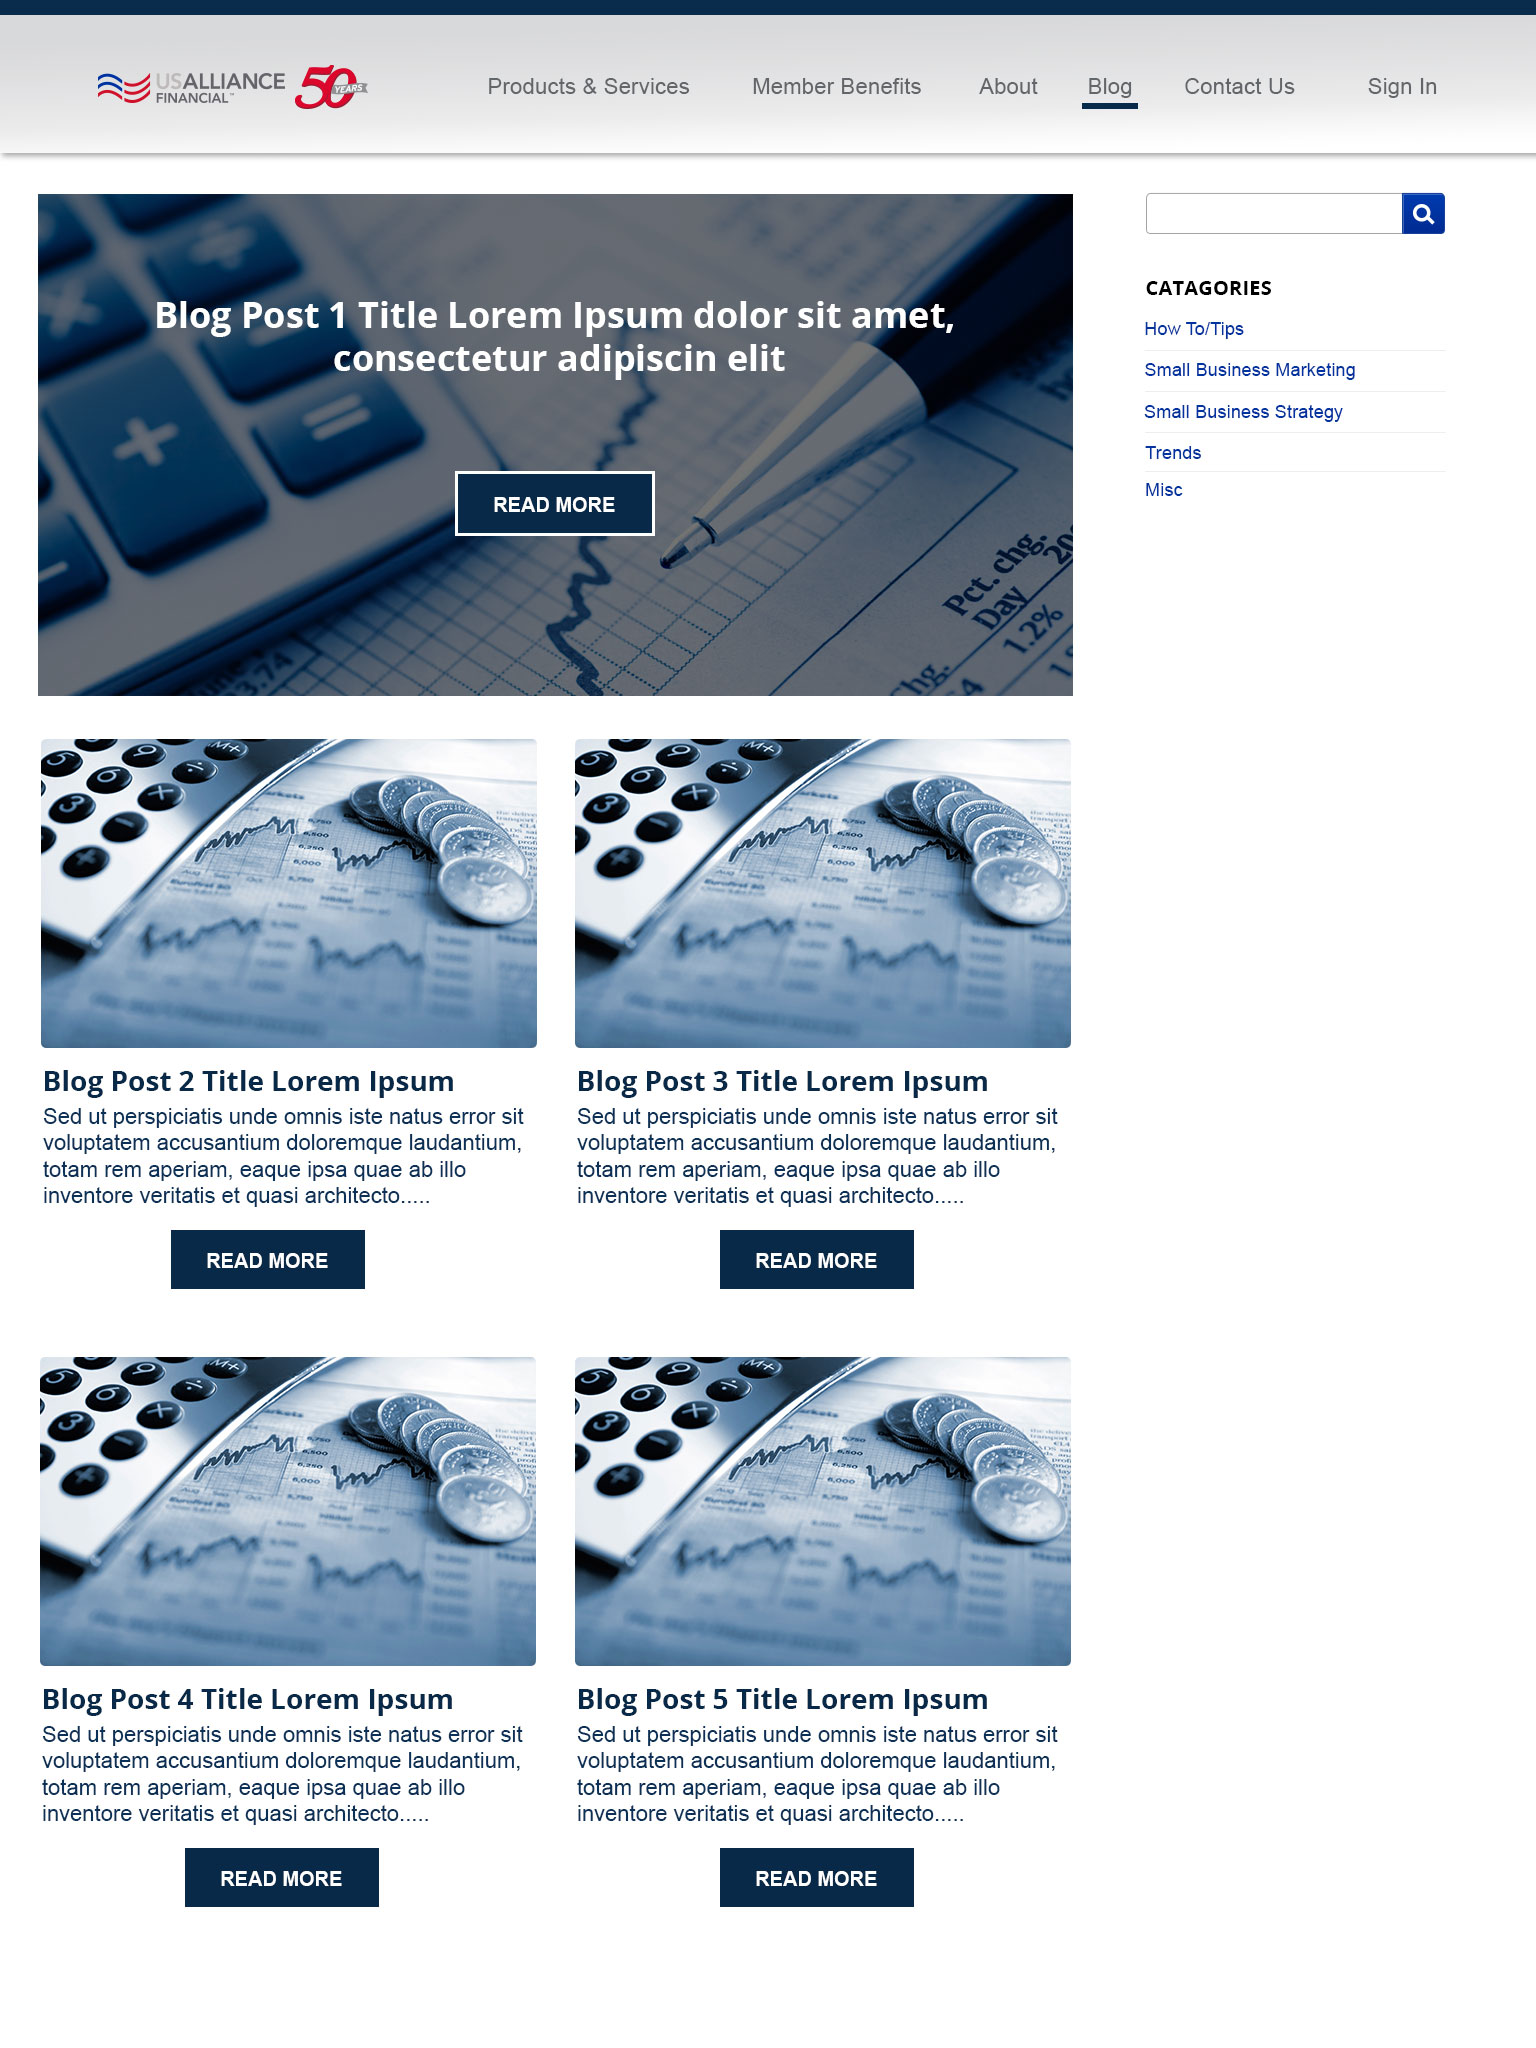 USALLIANCE
FINANCIAL™
50
YEARS
Products & Services
Member Benefits
About
Blog
Contact Us
Sign In
Blog Post 1 Title Lorem Ipsum dolor sit amet,
consectetur adipiscin elit
READ MORE
Pct. chg.
Day
1.2%
CATAGORIES
How To/Tips
Small Business Marketing
Small Business Strategy
Trends
Misc
Blog Post 2 Title Lorem Ipsum
Sed ut perspiciatis unde omnis iste natus error sit
voluptatem accusantium doloremque laudantium,
totam rem aperiam, eaque ipsa quae ab illo
inventore veritatis et quasi architecto.....
READ MORE
Blog Post 3 Title Lorem Ipsum
Sed ut perspiciatis unde omnis iste natus error sit
voluptatem accusantium doloremque laudantium,
totam rem aperiam, eaque ipsa quae ab illo
inventore veritatis et quasi architecto.....
READ MORE
Blog Post 4 Title Lorem Ipsum
Sed ut perspiciatis unde omnis iste natus error sit
voluptatem accusantium doloremque laudantium,
totam rem aperiam, eaque ipsa quae ab illo
inventore veritatis et quasi architecto.....
READ MORE
Blog Post 5 Title Lorem Ipsum
Sed ut perspiciatis unde omnis iste natus error sit
voluptatem accusantium doloremque laudantium,
totam rem aperiam, eaque ipsa quae ab illo
inventore veritatis et quasi architecto.....
READ MORE